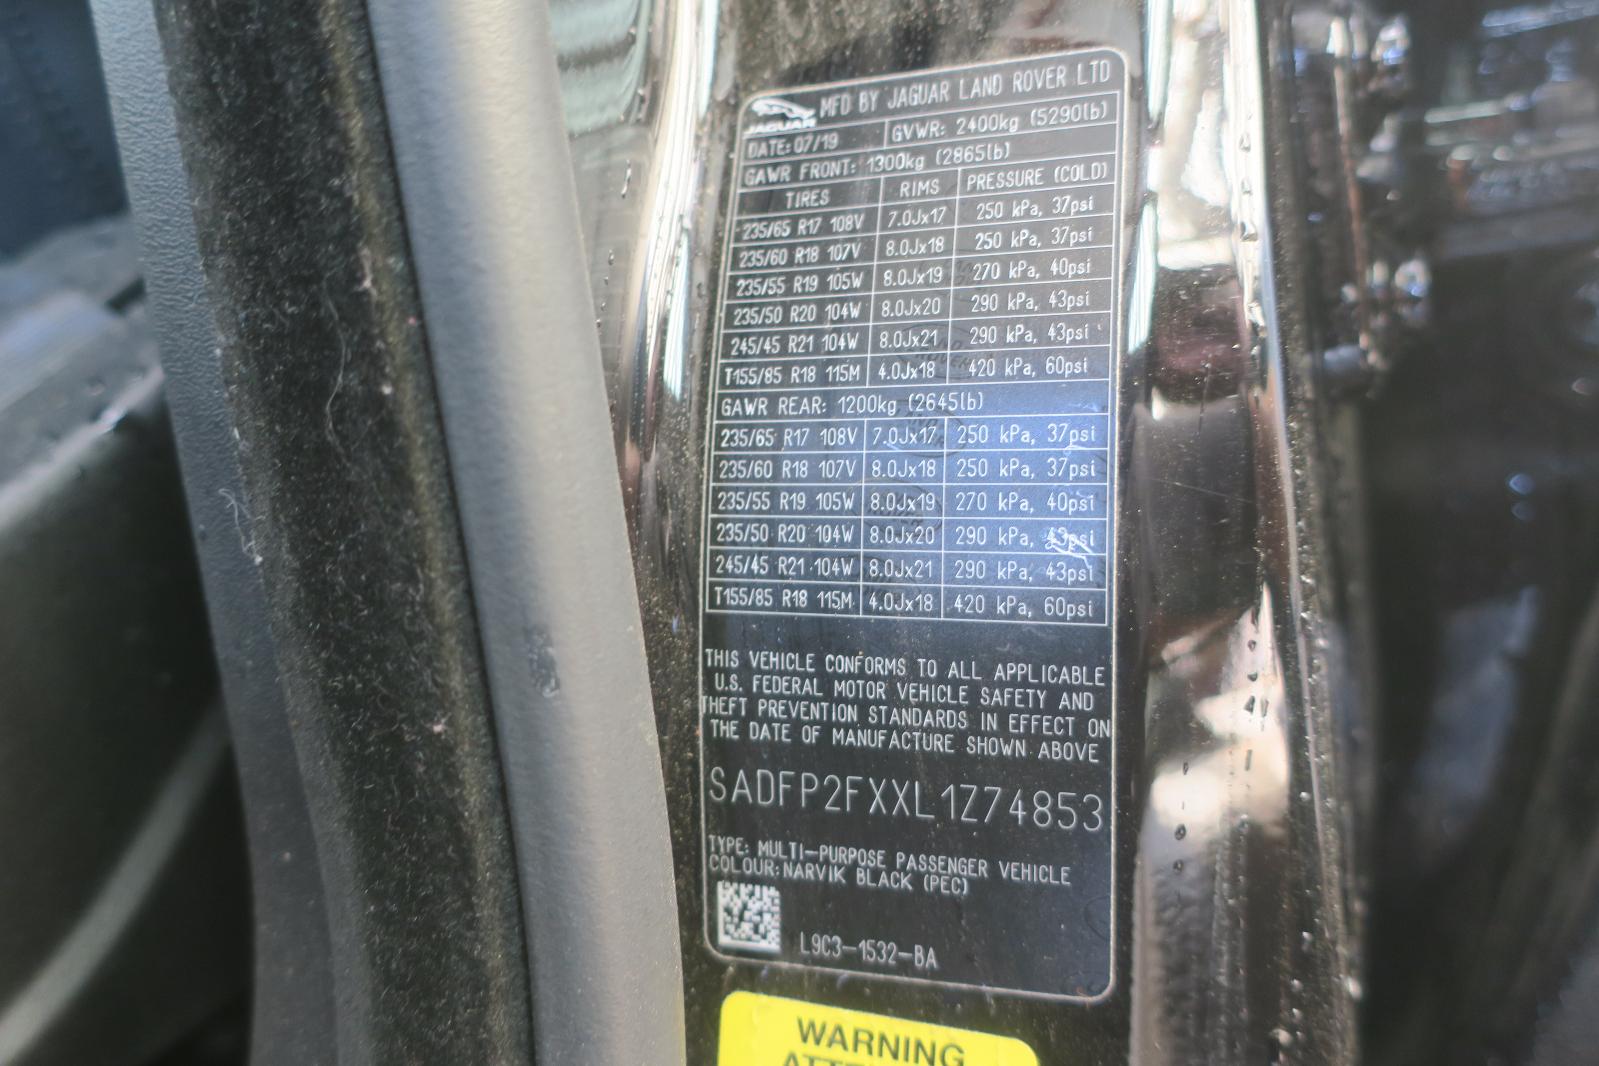 JAGUAR MFD BY JAGUAR LAND ROVER LTD
DATE: 07/19 GVWR: 2400kg (5290lb)
GAWR FRONT: 1300kg (2865lb)
TIRES RIMS PRESSURE (COLD)
235/65 R17 108V 7.0Jx17 250 kPa, 37psi
235/60 R18 107V 8.0Jx18 250 kPa, 37psi
235/55 R19 105W 8.0Jx19 270 kPa, 40psi
235/50 R20 104W 8.0Jx20 290 kPa, 43psi
245/45 R21 104W 8.0Jx21 290 kPa, 43psi
T155/85 R18 115M 4.0Jx18 420 kPa, 60psi
GAWR REAR: 1200kg (2645lb)
235/65 R17 108V 7.0Jx17 250 kPa, 37psi
235/60 R18 107V 8.0Jx18 250 kPa, 37psi
235/55 R19 105W 8.0Jx19 270 kPa, 40psi
235/50 R20 104W 8.0Jx20 290 kPa, 43psi
245/45 R21 104W 8.0Jx21 290 kPa, 43psi
T155/85 R18 115M 4.0Jx18 420 kPa, 60psi
THIS VEHICLE CONFORMS TO ALL APPLICABLE
U.S. FEDERAL MOTOR VEHICLE SAFETY AND
THEFT PREVENTION STANDARDS IN EFFECT ON
THE DATE OF MANUFACTURE SHOWN ABOVE
SADFP2FXXL1Z74853
TYPE: MULTI-PURPOSE PASSENGER VEHICLE
COLOUR: NARVIK BLACK (PEC)
L9C3-1532-BA
WARNING